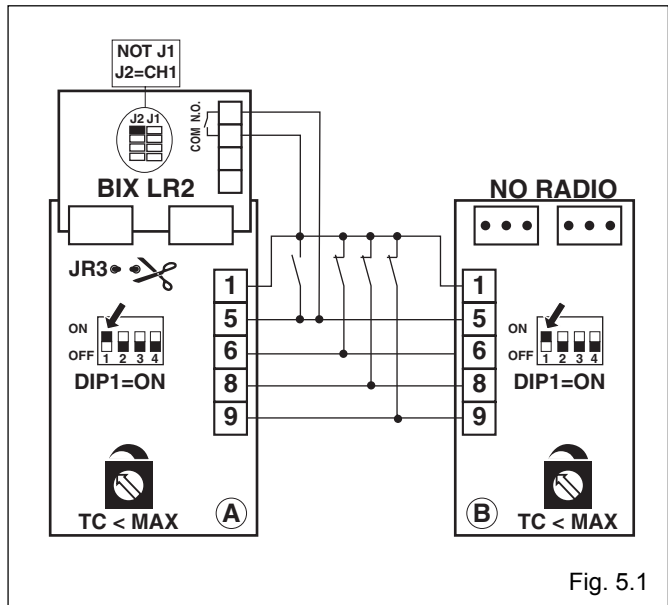 NOT J1
J2=CH1
J2 J1
COM N.O.
BIX LR2
NO RADIO
JR3
1
5
6
8
9
ON
OFF
1 2 3 4
DIP1=ON
TC < MAX
A
1
5
6
8
9
ON
OFF
1 2 3 4
DIP1=ON
B
TC < MAX
Fig. 5.1